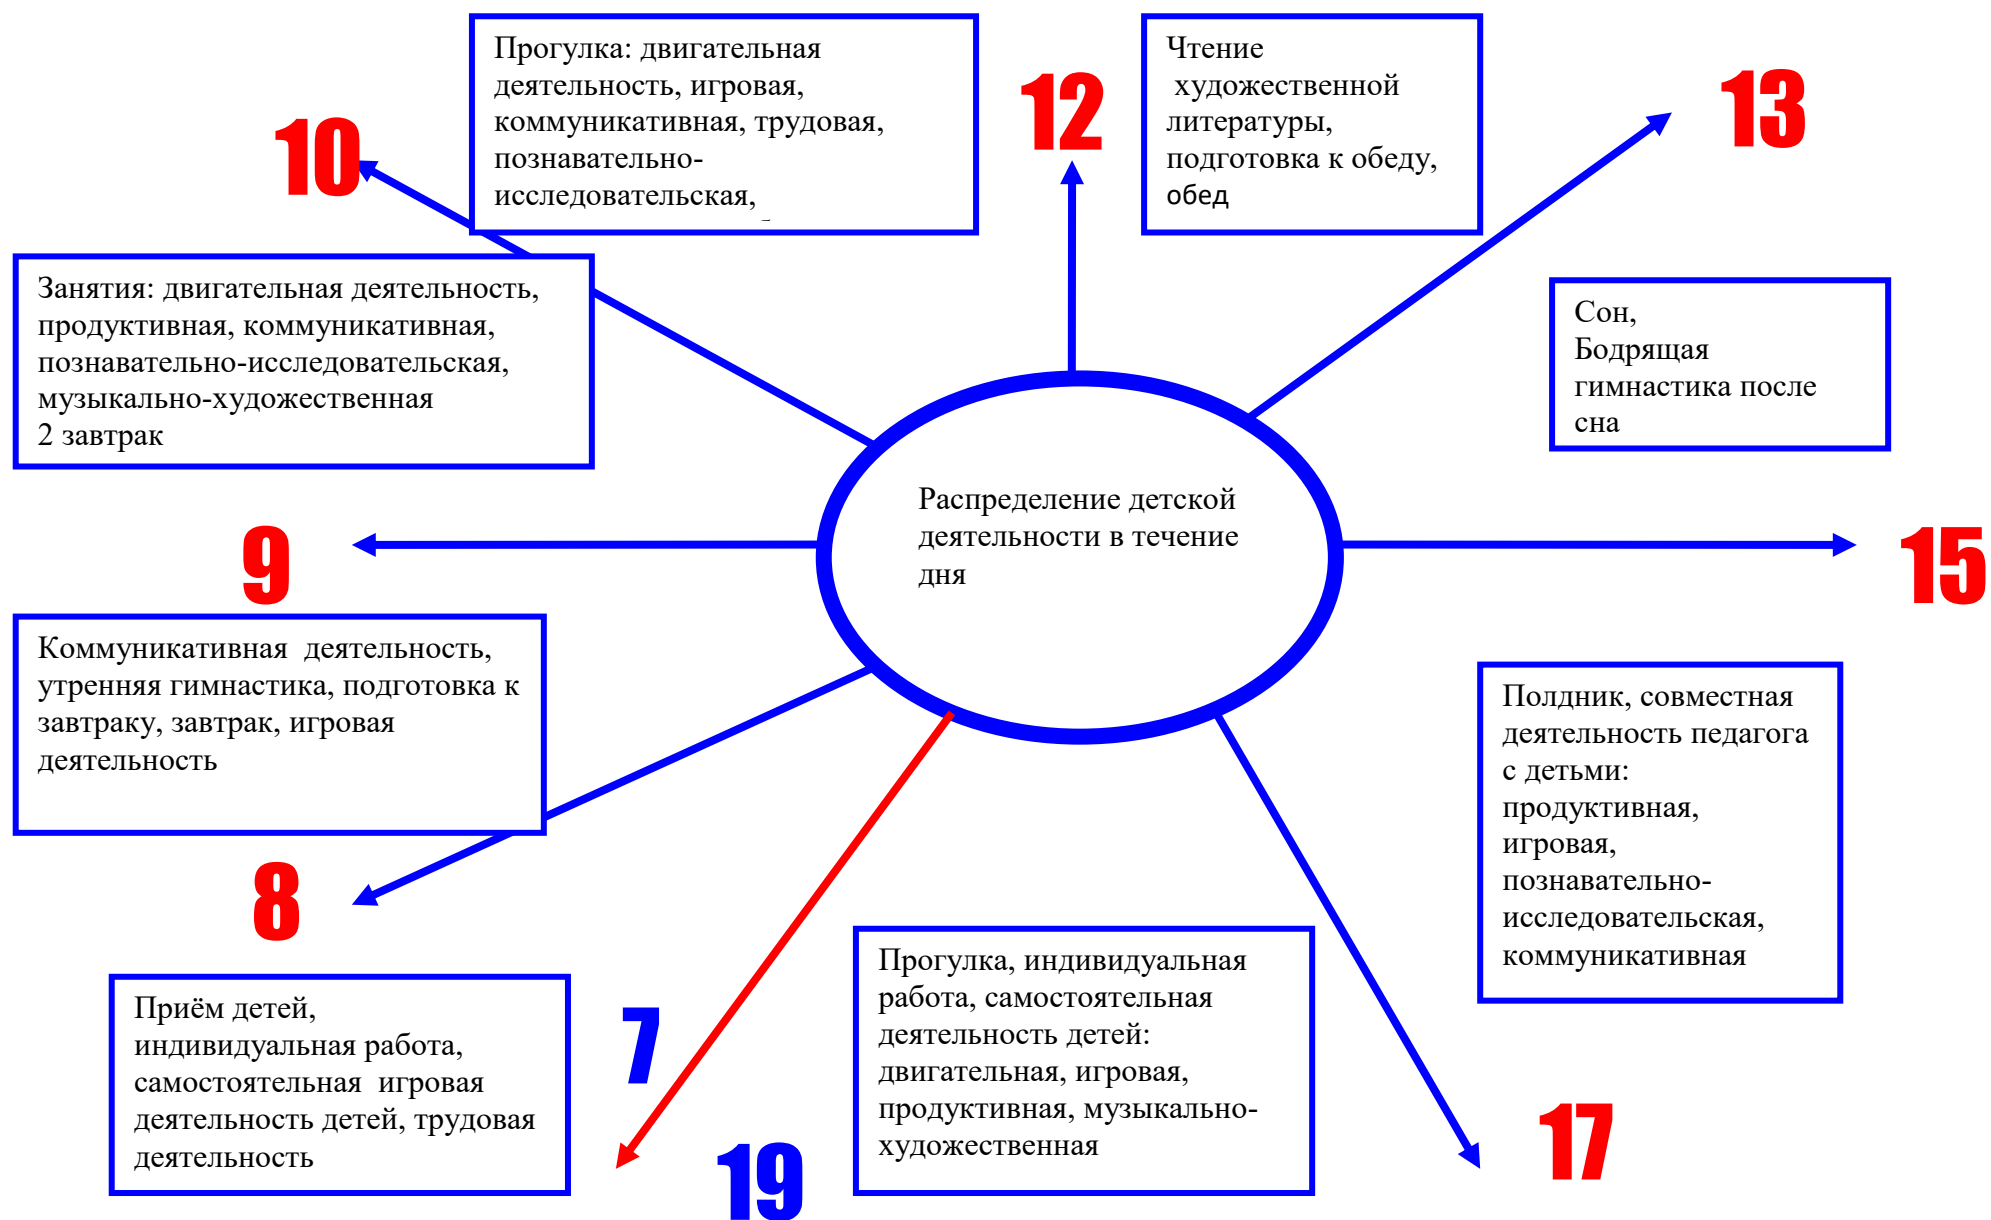 Прогулка: двигательная
деятельность, игровая,
коммуникативная, трудовая,
познавательно-
исследовательская,
12
Чтение
художественной
литературы,
подготовка к обеду,
обед
13
10
Занятия: двигательная деятельность,
продуктивная, коммуникативная,
познавательно-исследовательская,
музыкально-художественная
2 завтрак
Сон,
Бодрящая
гимнастика после
сна
Распределение детской
деятельности в течение
дня
9
15
Коммуникативная деятельность,
утренняя гимнастика, подготовка к
завтраку, завтрак, игровая
деятельность
Полдник, совместная
деятельность педагога
с детьми:
продуктивная,
игровая,
познавательно-
исследовательская,
коммуникативная
8
Приём детей,
индивидуальная работа,
самостоятельная игровая
деятельность детей, трудовая
деятельность
7
19
Прогулка, индивидуальная
работа, самостоятельная
деятельность детей:
двигательная, игровая,
продуктивная, музыкально-
художественная
17